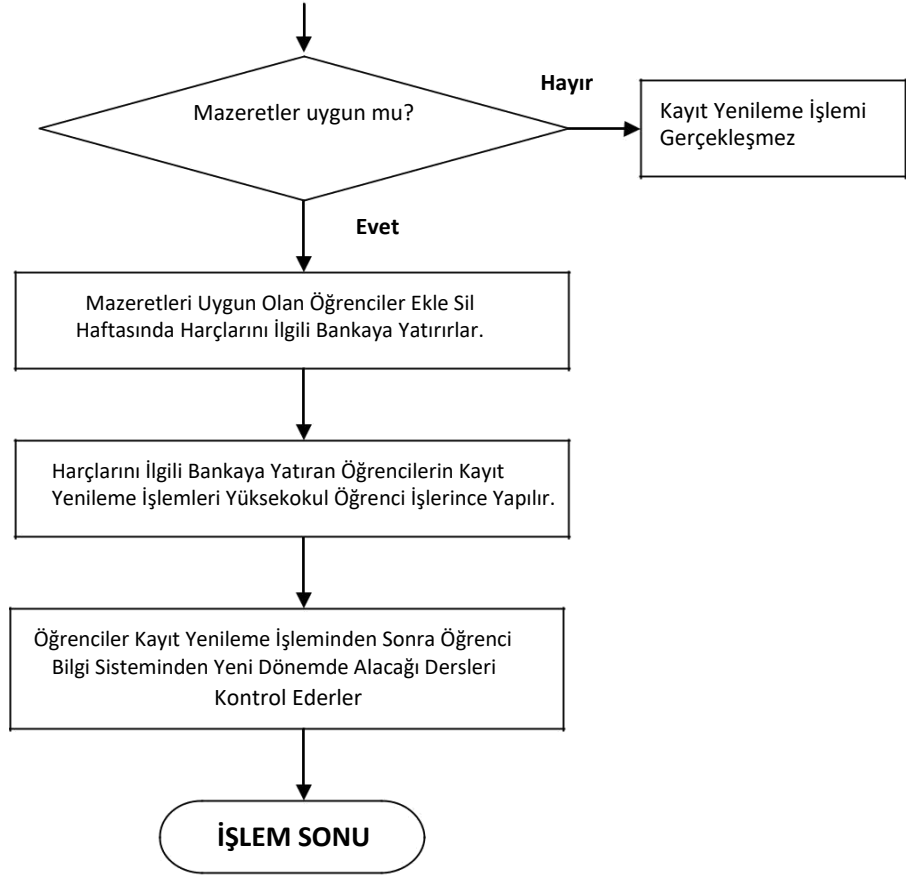 Mazeretler uygun mu?
Hayır
Kayıt Yenileme İşlemi
Gerçekleşmez
Evet
Mazeretleri Uygun Olan Öğrenciler Ekle Sil
Haftasında Harçlarını İlgili Bankaya Yatırırlar.
Harçlarını İlgili Bankaya Yatıran Öğrencilerin Kayıt
Yenileme İşlemleri Yüksekokul Öğrenci İşlerince Yapılır.
Öğrenciler Kayıt Yenileme İşleminden Sonra Öğrenci
Bilgi Sisteminden Yeni Dönemde Alacağı Dersleri
Kontrol Ederler
İŞLEM SONU